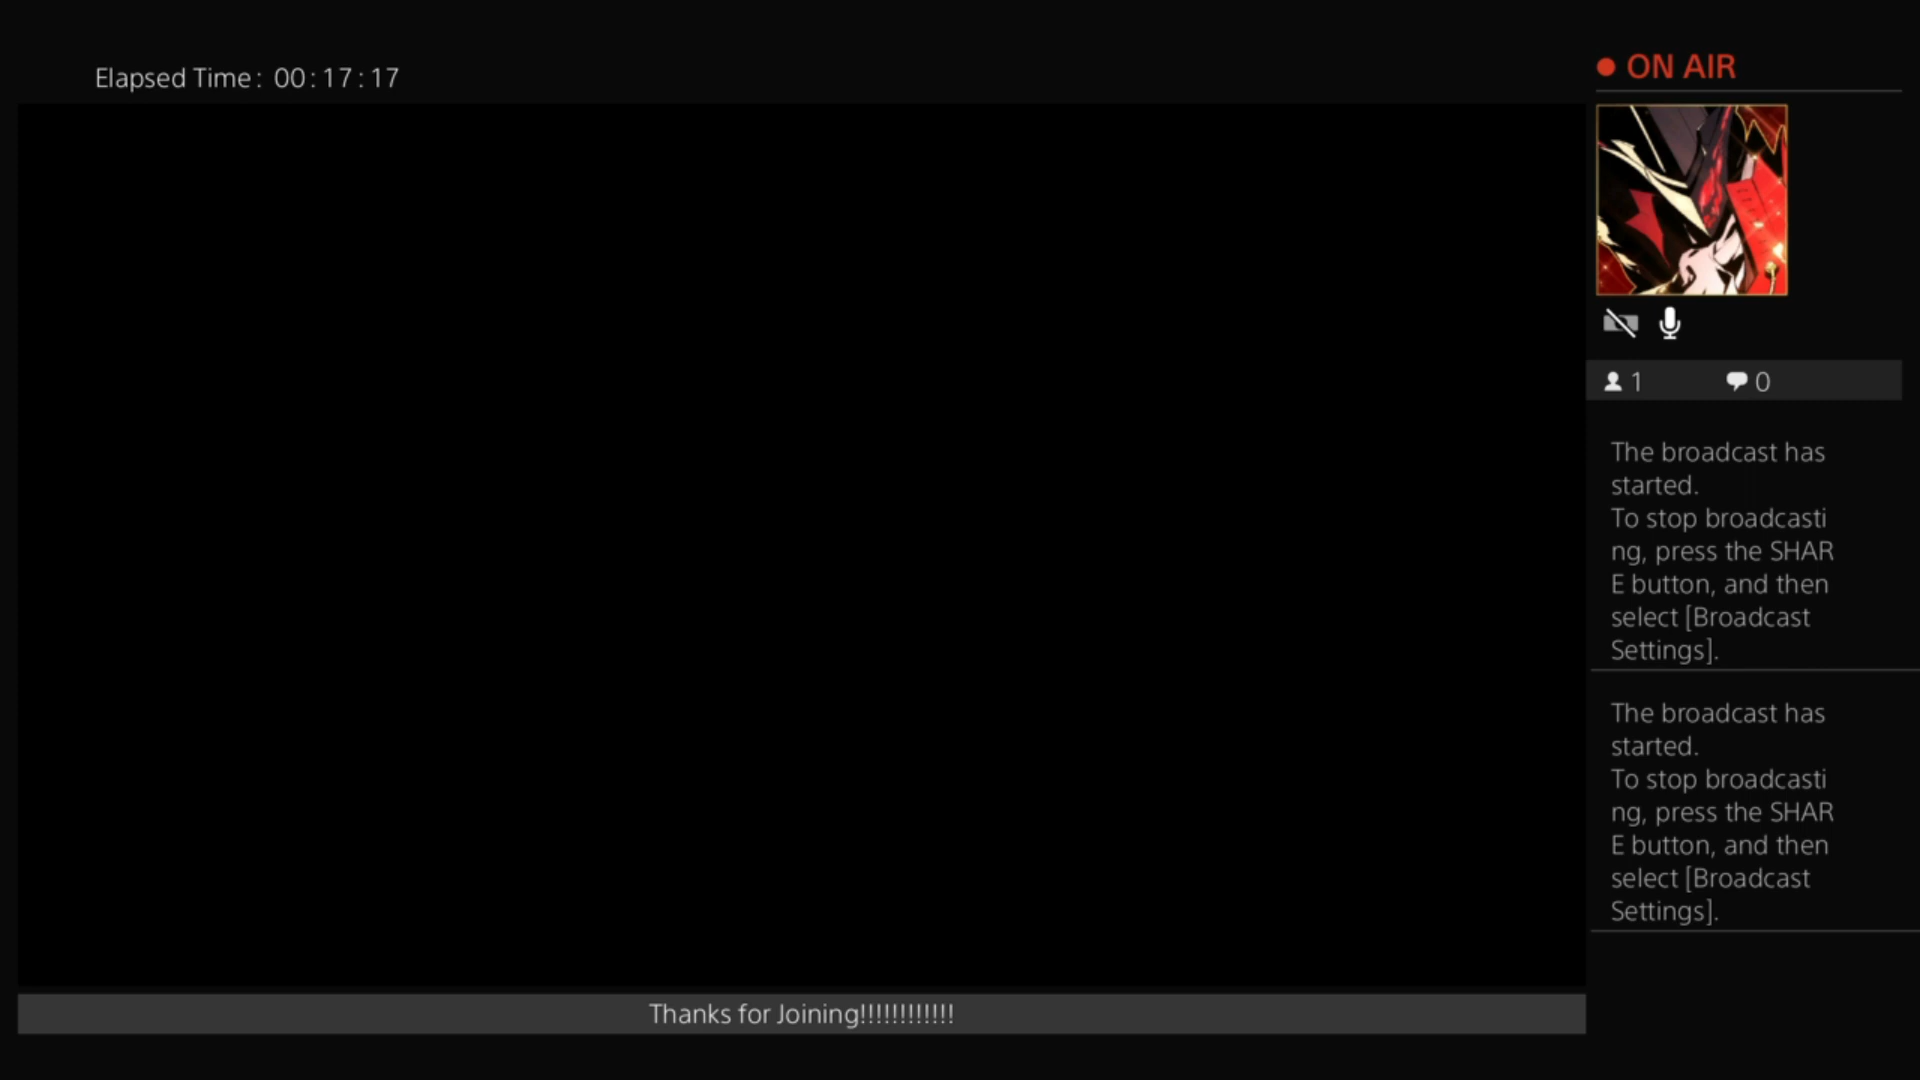 Elapsed Time: 00:17:17
ON AIR
1
0
The broadcast has
started.
To stop broadcasti
ng, press the SHAR
E button, and then
select [Broadcast
Settings].
The broadcast has
started.
To stop broadcasti
ng, press the SHAR
E button, and then
select [Broadcast
Settings].
Thanks for Joining!!!!!!!!!!!!